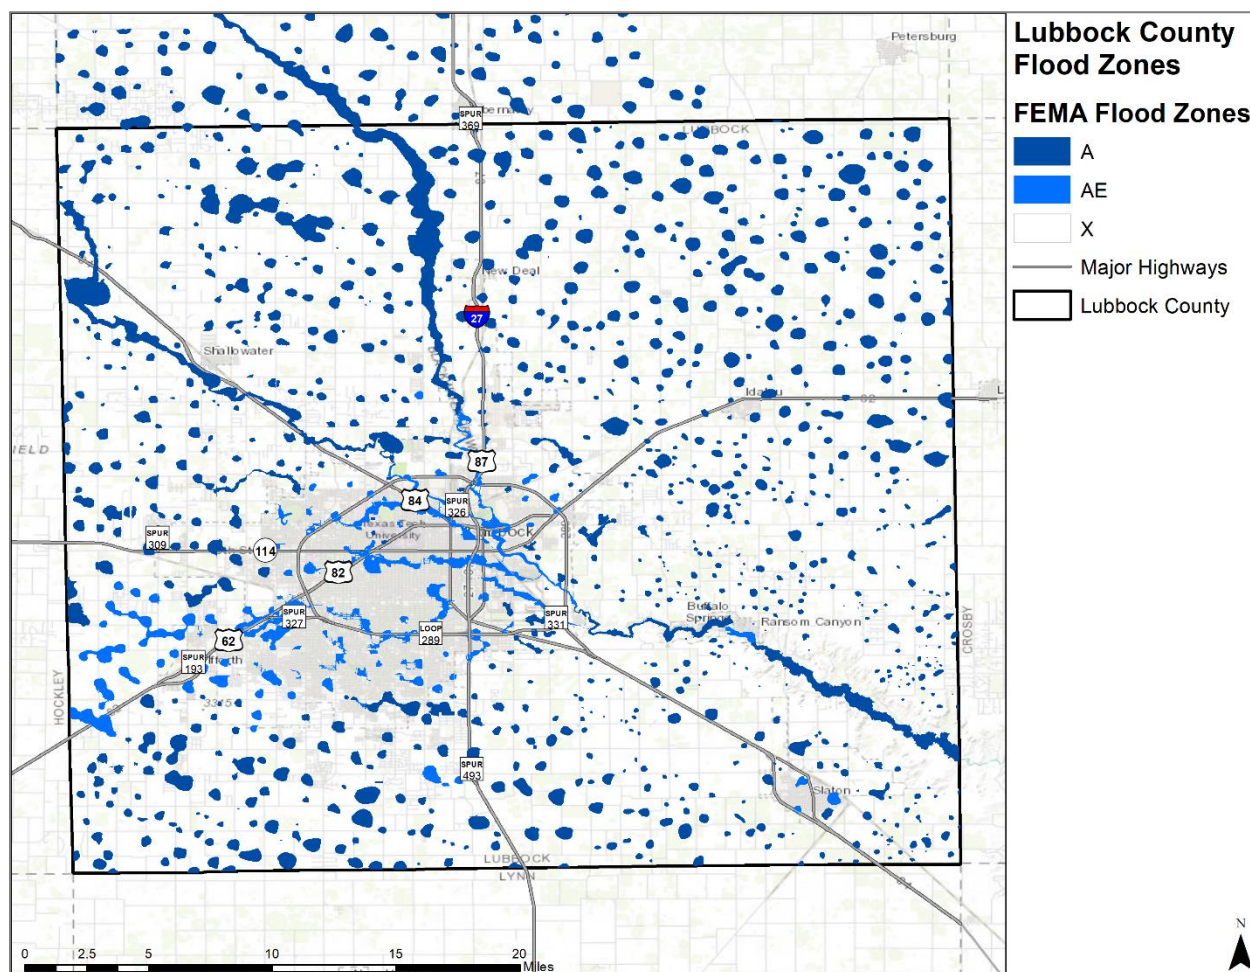 Lubbock County
Flood Zones
FEMA Flood Zones
A
AE
X
Major Highways
Lubbock County
N
Petersburg
SPUR
369
LUBBOCK
New Deal
27
Shallowater
Idalou
82
87
84
SPUR
326
Texas Tech
University
SPUR
309
114
82
SPUR
327
62
LOOP
289
SPUR
331
Buffalo
Springs
Ransom Canyon
SPUR
193
HOCKLEY
CROSBY
SPUR
493
Slaton
LUBBOCK
LYNN
0 2.5 5 10 15 20
Miles